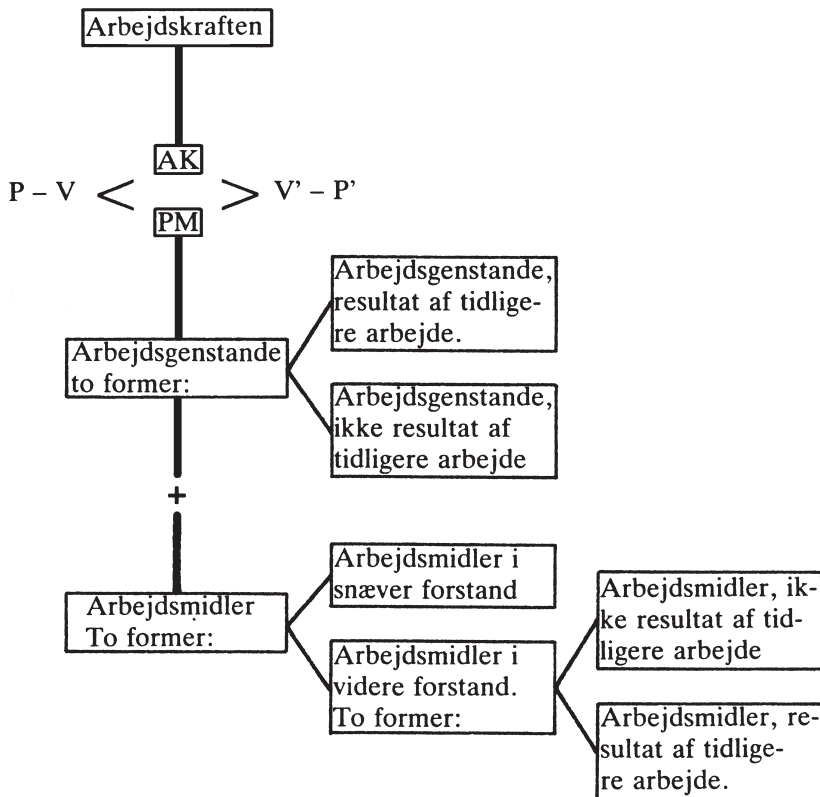 Arbejdskraften
AK
P – V < > V' – P'
PM
Arbejdsgenstande,
resultat af tidlige-
re arbejde.
Arbejdsgenstande
to former:
Arbejdsgenstande,
ikke resultat af
tidligere arbejde
+
Arbejdsmidler i
snæver forstand
Arbejdsmidler
To former:
Arbejdsmidler i
videre forstand.
To former:
Arbejdsmidler, ik-
ke resultat af tid-
ligere arbejde
Arbejdsmidler, re-
sultat af tidlige-
re arbejde.